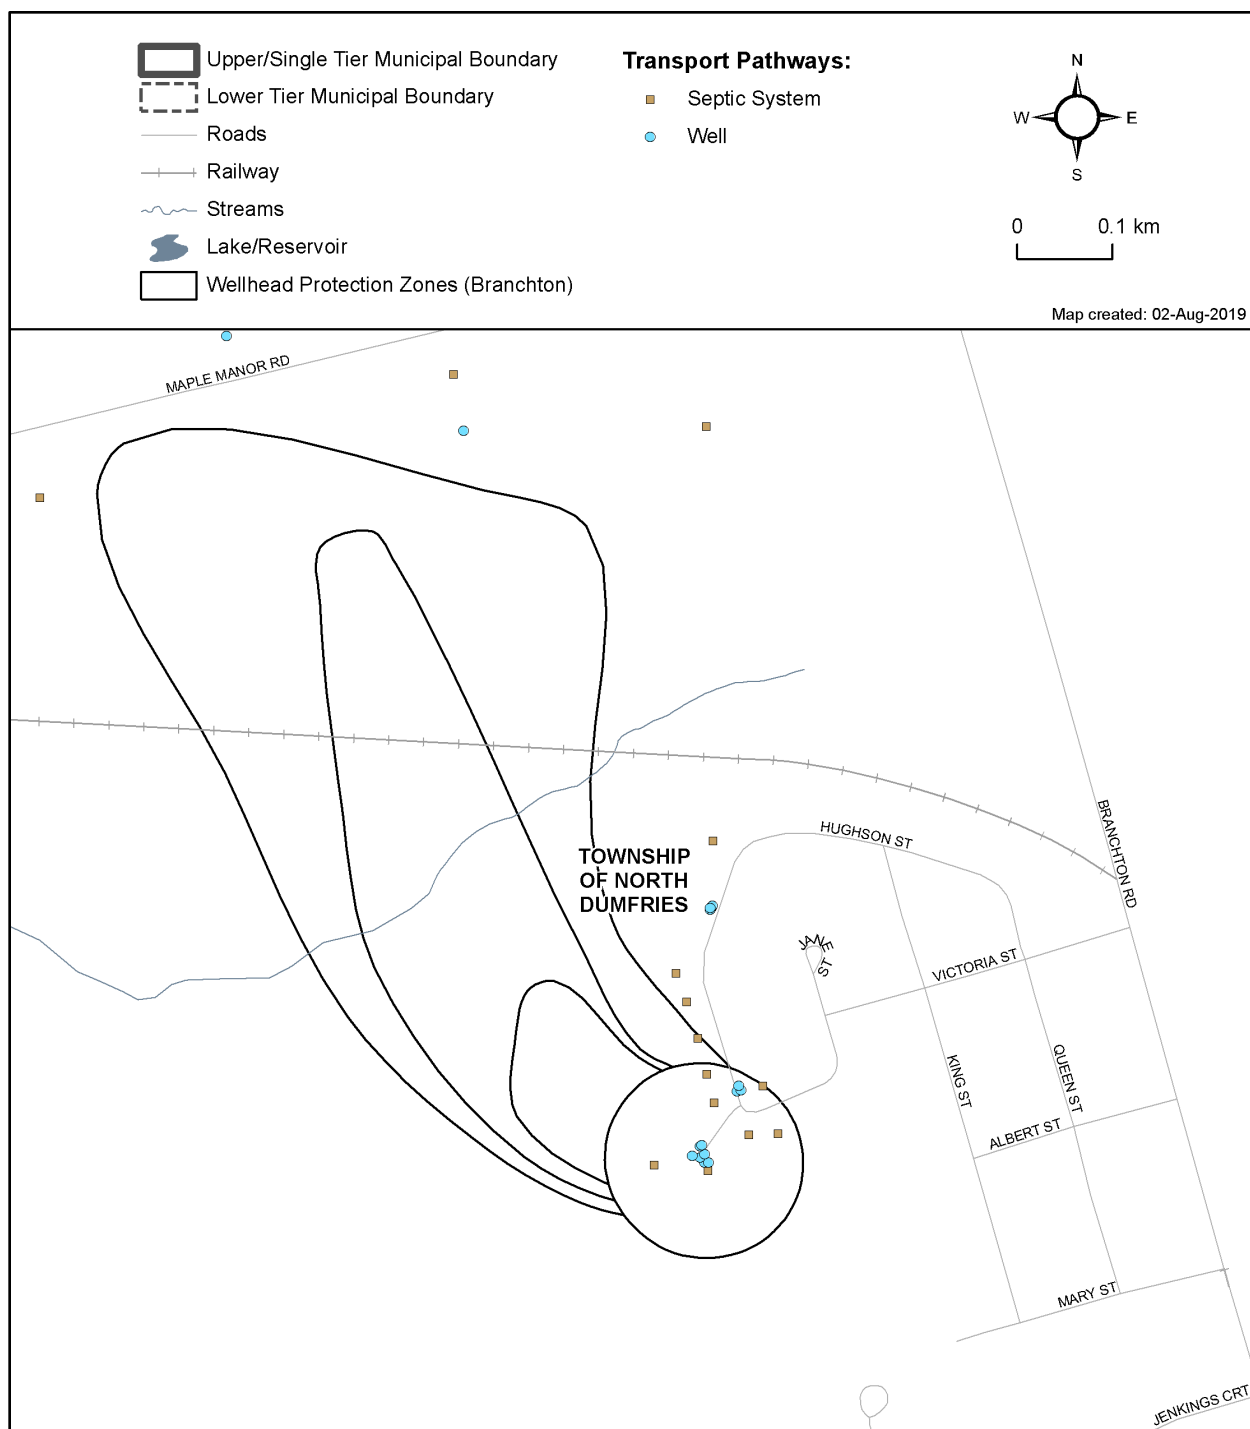 Upper/Single Tier Municipal Boundary
Lower Tier Municipal Boundary
Roads
Railway
Streams
Lake/Reservoir
Wellhead Protection Zones (Branchton)
Transport Pathways:
Septic System
Well
N
W
E
S
0
0.1 km
Map created: 02-Aug-2019
MAPLE MANOR RD
BRANCHTON RD
HUGHSON ST
TOWNSHIP
OF NORTH
DUMFRIES
JANE
ST
VICTORIA ST
KING ST
QUEEN ST
ALBERT ST
MARY ST
JENKINGS CRT